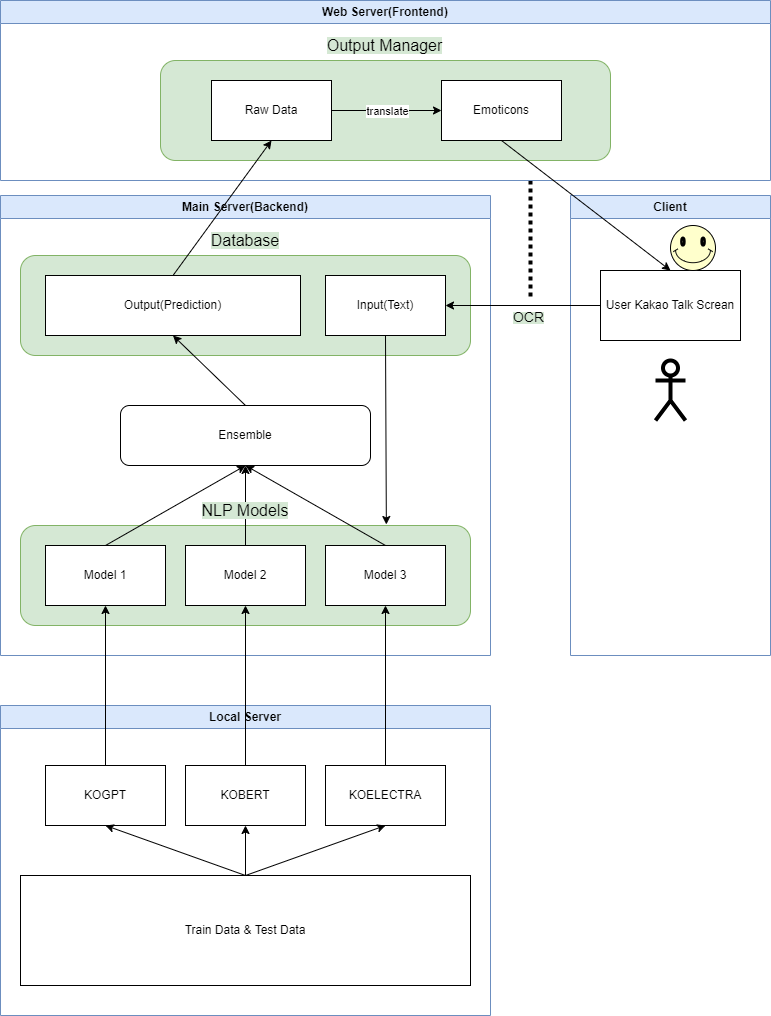 Web Server(Frontend)
Output Manager
Raw Data
translate
Emoticons
Main Server(Backend)
Client
Database
Output(Prediction)
Input(Text)
User Kakao Talk Screan
OCR
Ensemble
NLP Models
Model 1
Model 2
Model 3
Local Server
KOGPT
KOBERT
KOELECTRA
Train Data & Test Data